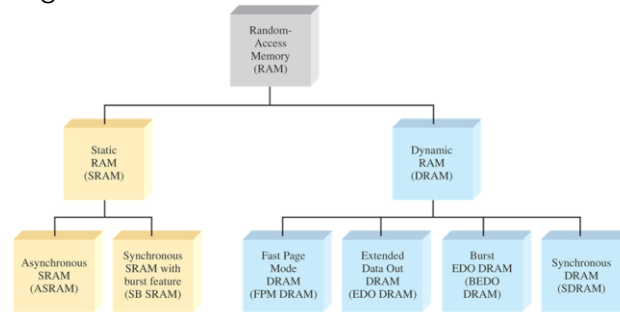 Random-
Access
Memory
(RAM)
Static
RAM
(SRAM)
Dynamic
RAM
(DRAM)
Asynchronous
SRAM
(ASRAM)
Synchronous
SRAM with
burst feature
(SB SRAM)
Fast Page
Mode
DRAM
(FPM DRAM)
Extended
Data Out
DRAM
(EDO DRAM)
Burst
EDO DRAM
(BEDO
DRAM)
Synchronous
DRAM
(SDRAM)